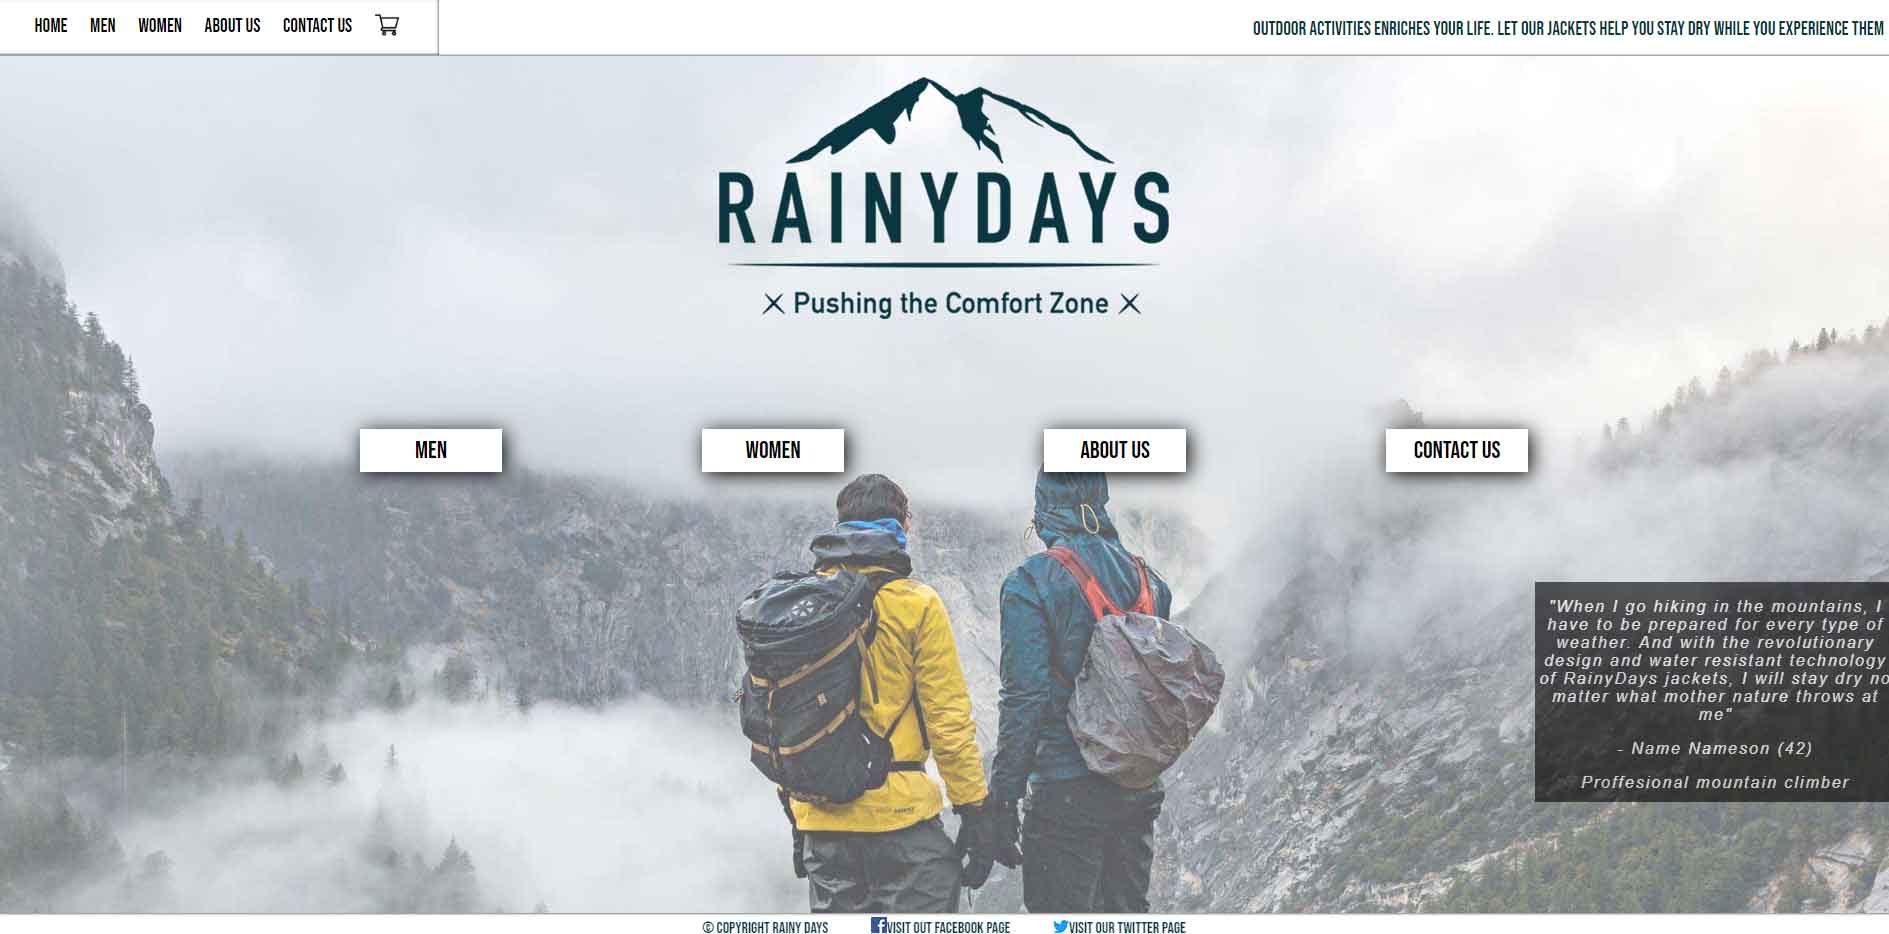 HOME MEN WOMEN ABOUT US CONTACT US
OUTDOOR ACTIVITIES ENRICHES YOUR LIFE. LET OUR JACKETS HELP YOU STAY DRY WHILE YOU EXPERIENCE THEM
RAINYDAYS
Pushing the Comfort Zone
MEN
WOMEN
ABOUT US
CONTACT US
"When I go hiking in the mountains, I
have to be prepared for every type of
weather. And with the revolutionary
design and water resistant technology
of RainyDays jackets, I will stay dry no
matter what mother nature throws at
me"
- Name Nameson (42)
Proffesional mountain climber
© COPYRIGHT RAINY DAYS
VISIT OUT FACEBOOK PAGE
VISIT OUR TWITTER PAGE